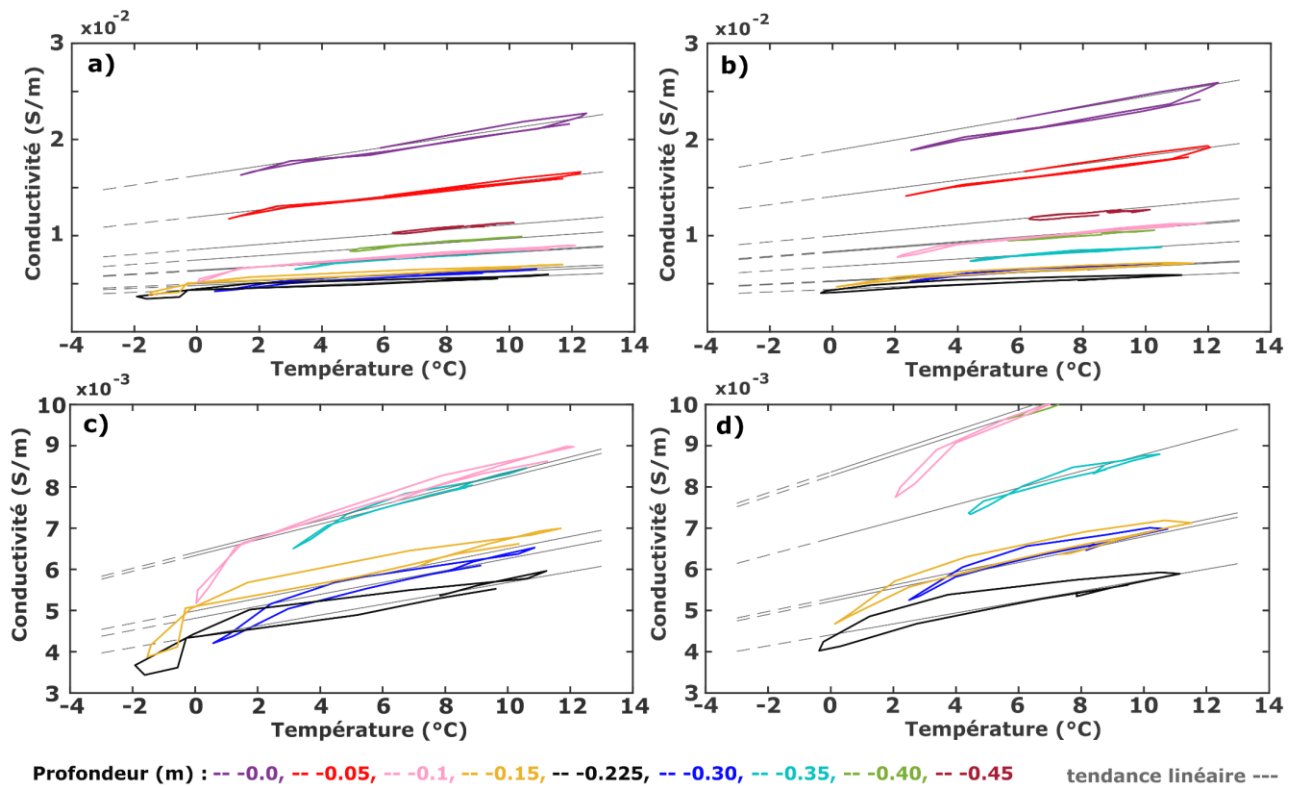 x10-2
x10-2
3
a)
2
1
0
Conductivité (S/m)
-4 -2 0 2 4 6 8 10 12 14
Température (°C)
3
b)
2
1
0
Conductivité (S/m)
-4 -2 0 2 4 6 8 10 12 14
Température (°C)
x10-3
x10-3
10
c)
9
8
7
6
5
4
3
Conductivité (S/m)
-4 -2 0 2 4 6 8 10 12 14
Température (°C)
10
d)
9
8
7
6
5
4
3
Conductivité (S/m)
-4 -2 0 2 4 6 8 10 12 14
Température (°C)
Profondeur (m) : -- -0.0, -- -0.05, -- -0.1, -- -0.15, -- -0.225, -- -0.30, -- -0.35, -- -0.40, -- -0.45 tendance linéaire ---